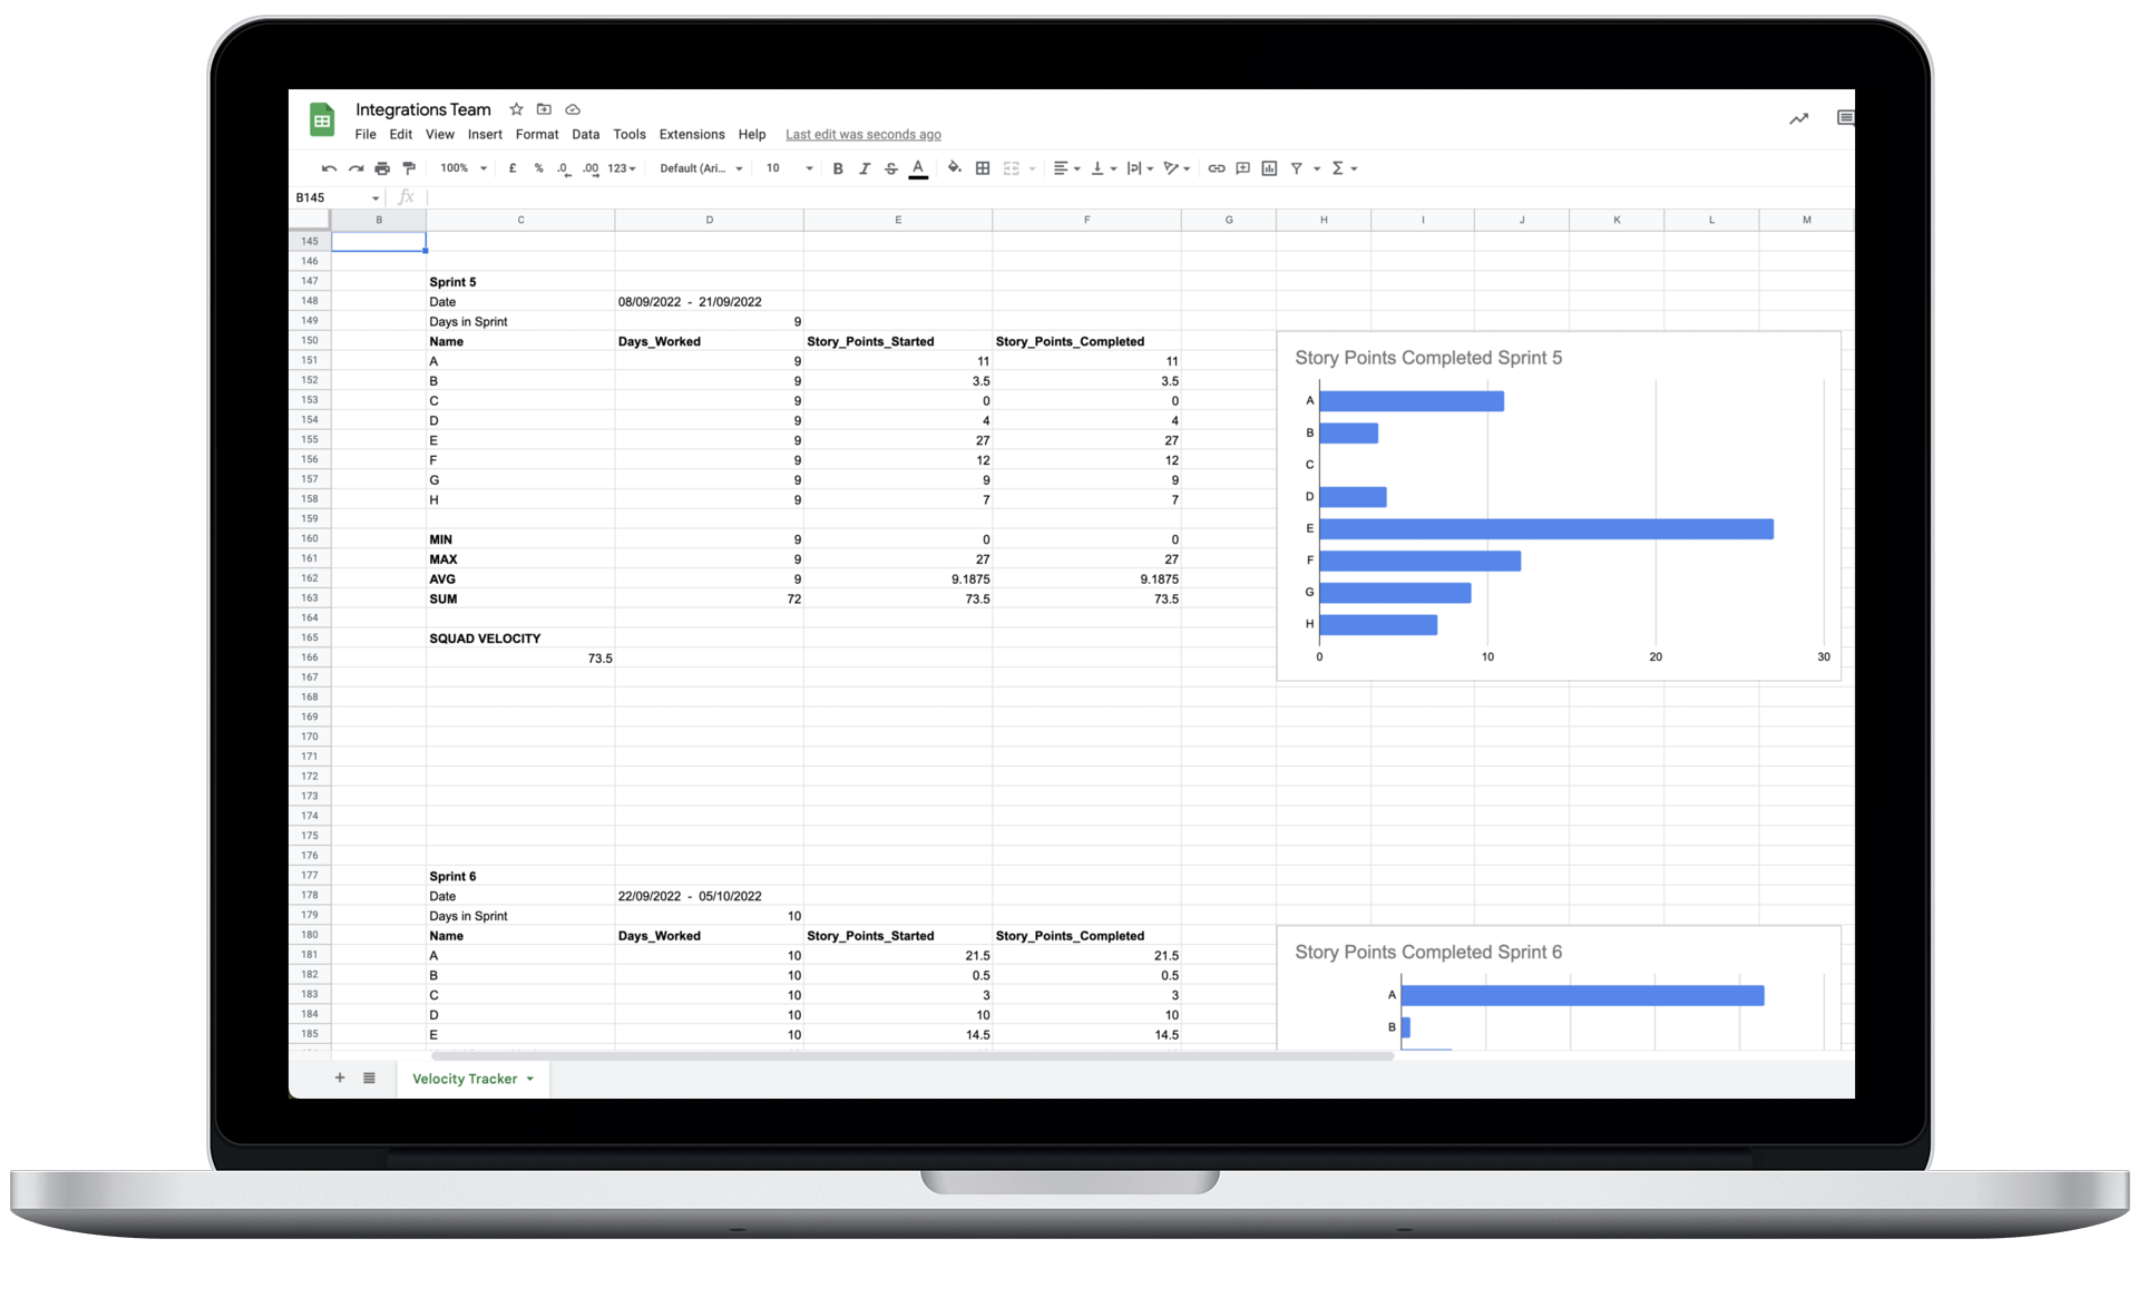 Integrations Team
File Edit View Insert Format Data Tools Extensions Help Last edit was seconds ago
100% £ % .0 .00 123 Default (Ari... 10 B I S A
B145 fx
B C D E F G H I J K L M
145
146
147 Sprint 5
148 Date 08/09/2022 - 21/09/2022
149 Days in Sprint 9
150 Name Days_Worked Story_Points_Started Story_Points_Completed
151 A 9 11 11
152 B 9 3.5 3.5
153 C 9 0 0
154 D 9 4 4
155 E 9 27 27
156 F 9 12 12
157 G 9 9 9
158 H 9 7 7
159
160 MIN 9 0 0
161 MAX 9 27 27
162 AVG 9 9.1875 9.1875
163 SUM 72 73.5 73.5
164
165 SQUAD VELOCITY
166 73.5
167
168
169
170
171
172
173
174
175
176
Story Points Completed Sprint 5
A
B
C
D
E
F
G
H
0 10 20 30
177 Sprint 6
178 Date 22/09/2022 - 05/10/2022
179 Days in Sprint 10
180 Name Days_Worked Story_Points_Started Story_Points_Completed
181 A 10 21.5 21.5
182 B 10 0.5 0.5
183 C 10 3 3
184 D 10 10 10
185 E 10 14.5 14.5
Story Points Completed Sprint 6
A
B
Velocity Tracker